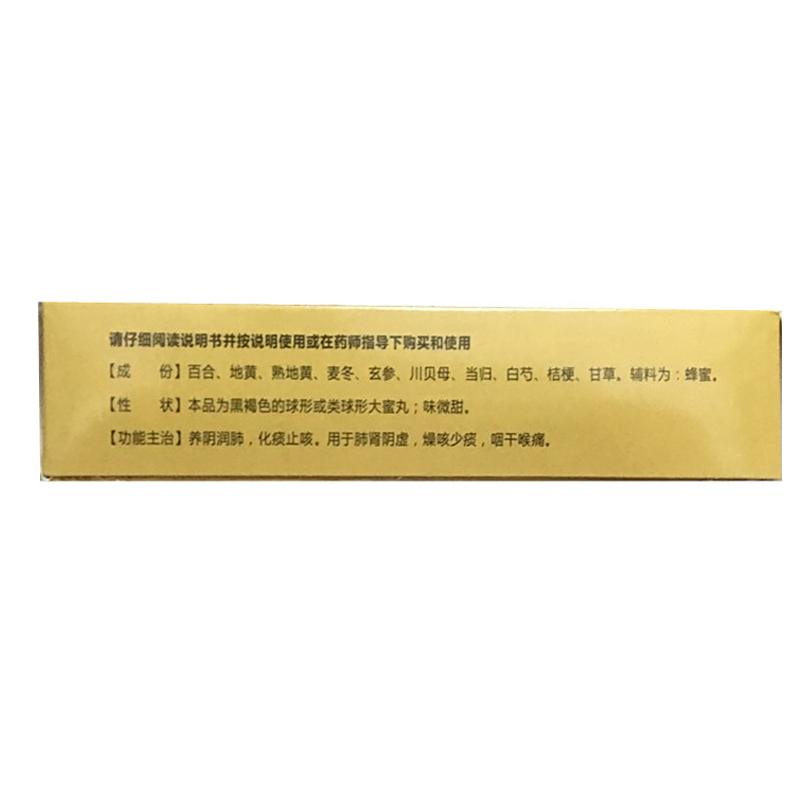 请仔细阅读说明书并按说明使用或在药师指导下购买和使用
【成　　份】百合、地黄、熟地黄、麦冬、玄参、川贝母、当归、白芍、桔梗、甘草。辅料为：蜂蜜。
【性　　状】本品为黑褐色的球形或类球形大蜜丸；味微甜。
【功能主治】养阴润肺，化痰止咳。用于肺肾阴虚，燥咳少痰，咽干喉痛。